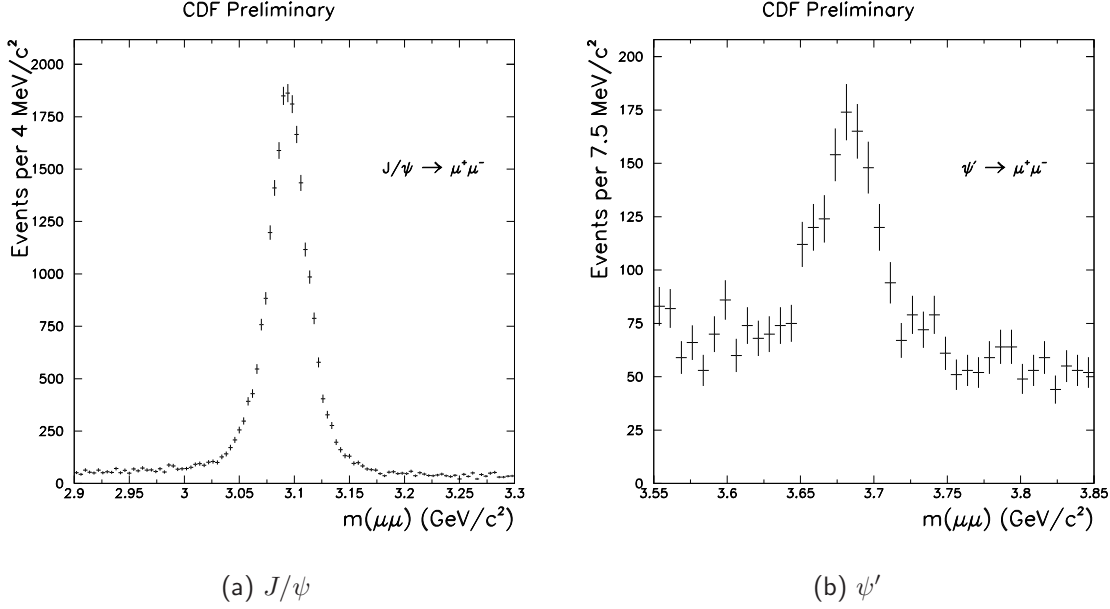 CDF Preliminary
Events per 4 MeV/c²
2000
1750
1500
1250
1000
750
500
250
0
J/ψ → μ⁺μ⁻
2.9 2.95 3 3.05 3.1 3.15 3.2 3.25 3.3
m(μμ) (GeV/c²)
(a) J/ψ
CDF Preliminary
Events per 7.5 MeV/c²
200
175
150
125
100
75
50
25
0
ψ′ → μ⁺μ⁻
3.55 3.6 3.65 3.7 3.75 3.8 3.85
m(μμ) (GeV/c²)
(b) ψ′